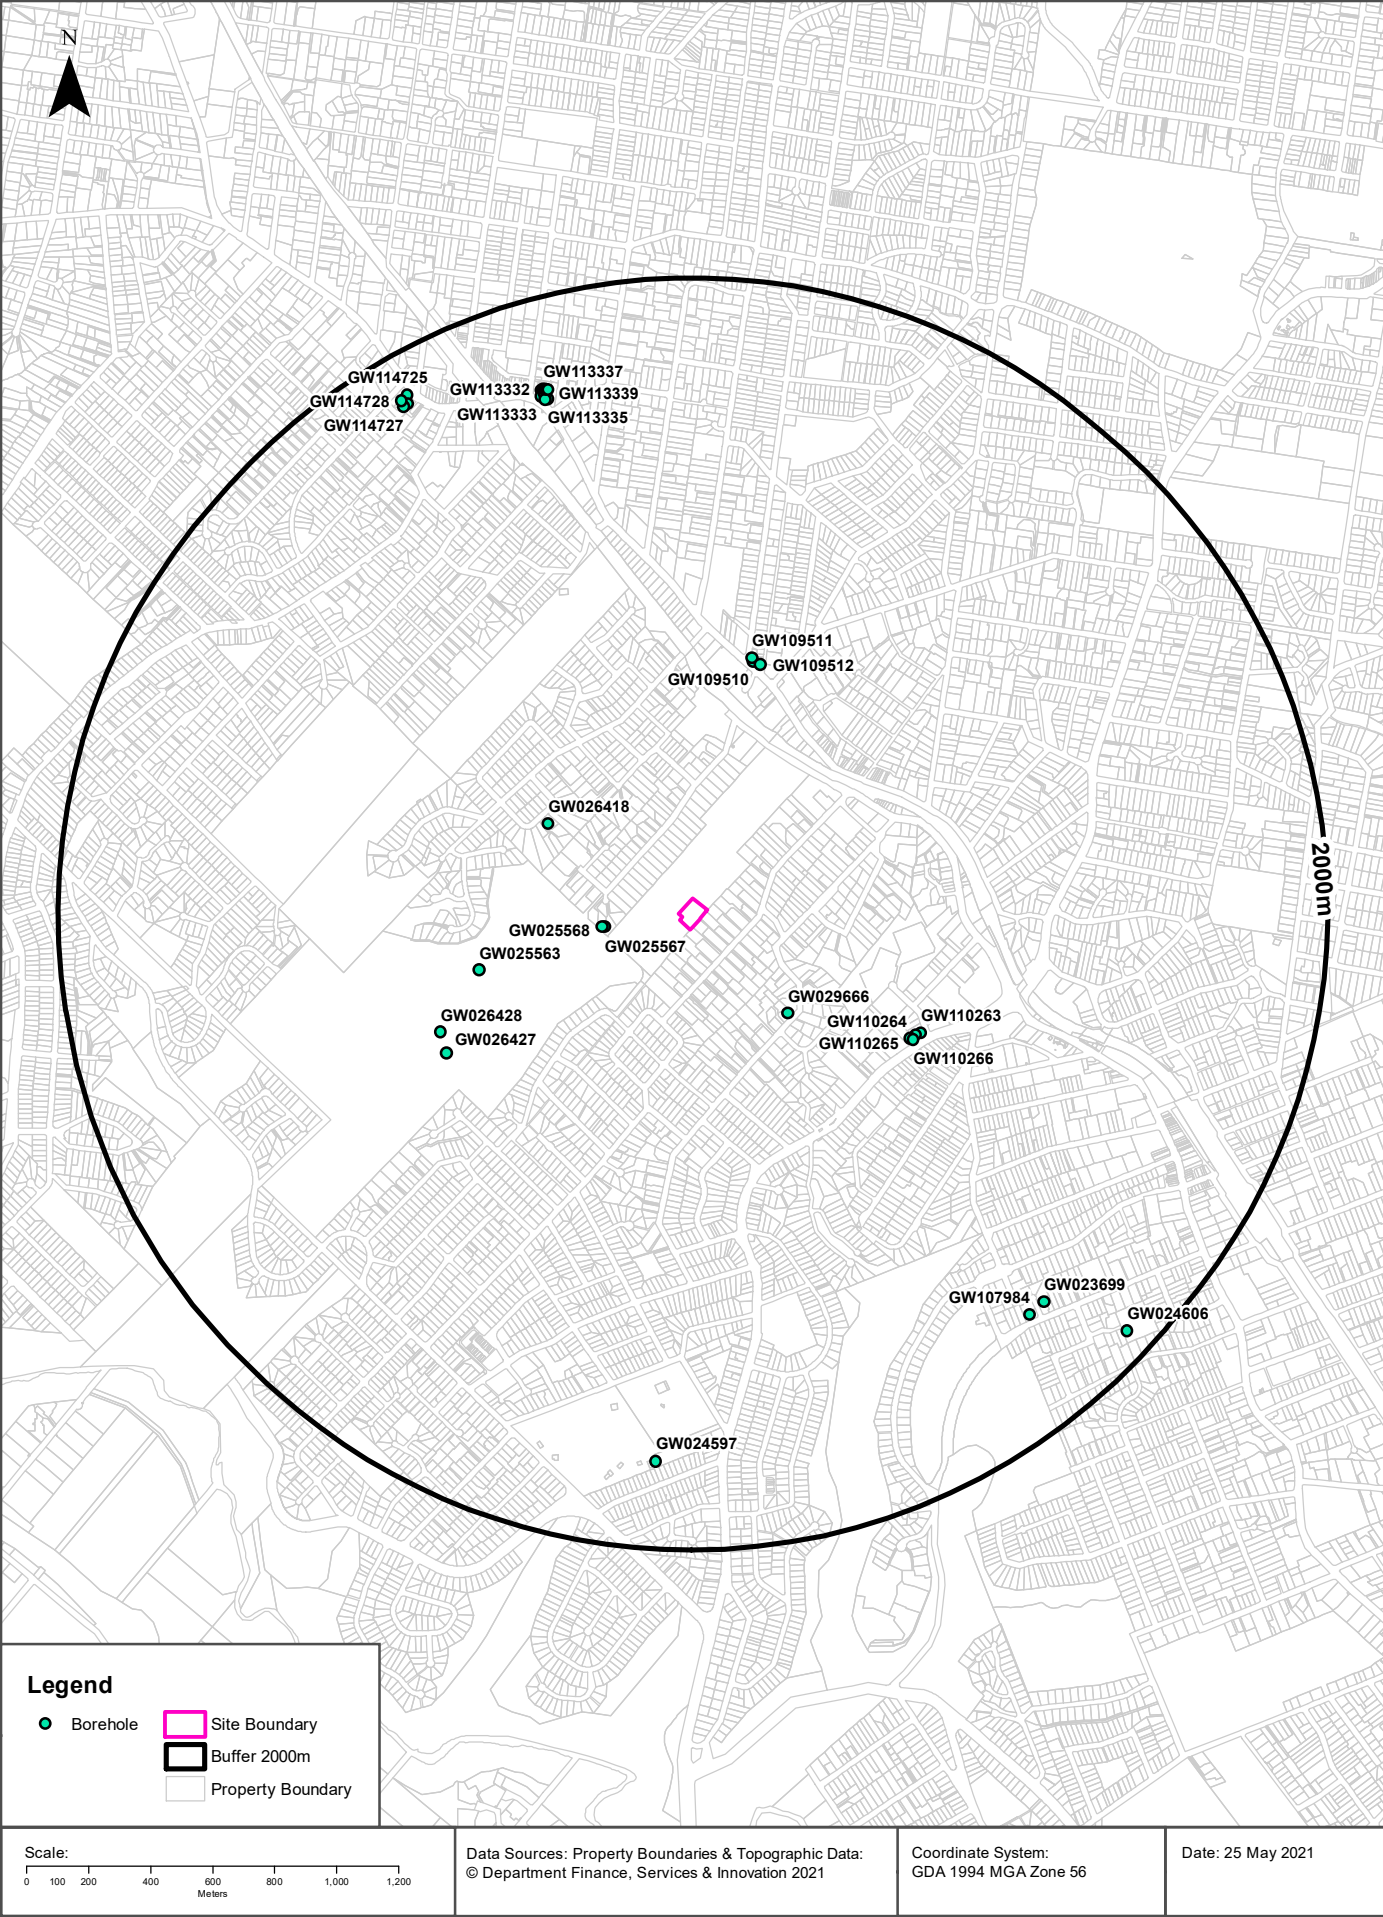 N
GW113337
GW114725
GW113332
GW113339
GW114728
GW113333
GW113335
GW114727
GW109511
GW109512
GW109510
GW026418
2000m
GW025568
GW025567
GW025563
GW029666
GW026428
GW110264
GW110263
GW026427
GW110265
GW110266
GW023699
GW107984
GW024606
GW024597
Legend
Borehole
Site Boundary
Buffer 2000m
Property Boundary
Scale:
0 100 200 400 600 800 1,000 1,200
Meters
Data Sources: Property Boundaries & Topographic Data:
© Department Finance, Services & Innovation 2021
Coordinate System:
GDA 1994 MGA Zone 56
Date: 25 May 2021